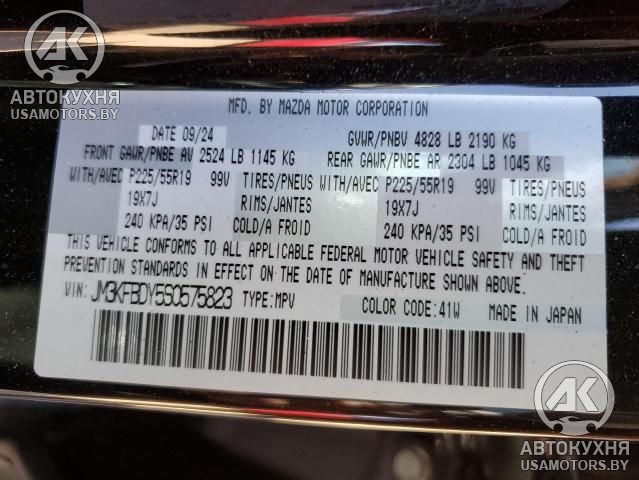 АК
АВТОКУХНЯ
USAMOTORS.BY
MFD. BY MAZDA MOTOR CORPORATION
DATE 09/24 GVWR/PNBV 4828 LB 2190 KG
FRONT GAWR/PNBE AV 2524 LB 1145 KG REAR GAWR/PNBE AR 2304 LB 1045 KG
WITH/AVEC P225/55R19 99V TIRES/PNEUS WITH/AVEC P225/55R19 99V TIRES/PNEUS
19X7J RIMS/JANTES 19X7J RIMS/JANTES
240 KPA/35 PSI COLD/A FROID 240 KPA/35 PSI COLD/A FROID
THIS VEHICLE CONFORMS TO ALL APPLICABLE FEDERAL MOTOR VEHICLE SAFETY AND THEFT
PREVENTION STANDARDS IN EFFECT ON THE DATE OF MANUFACTURE SHOWN ABOVE.
VIN: JM3KFBDY5S0575823 TYPE:MPV COLOR CODE:41W MADE IN JAPAN
АК
АВТОКУХНЯ
USAMOTORS.BY